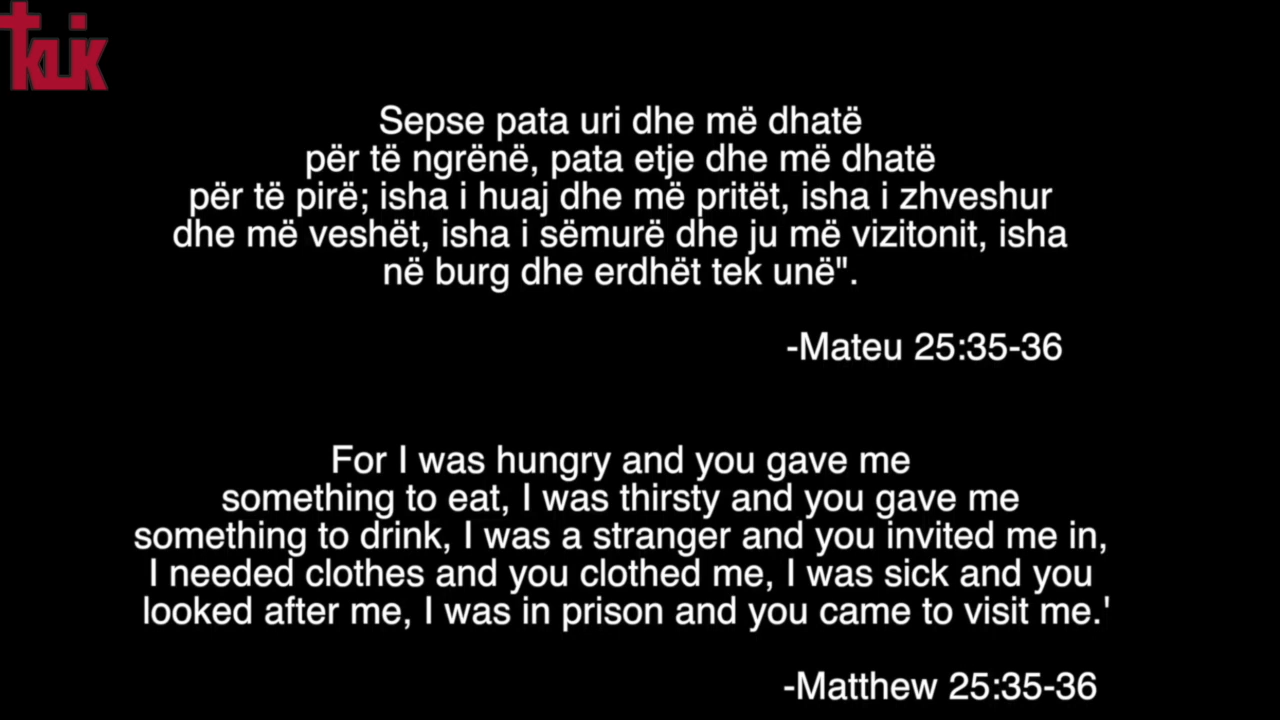 KLIK
Sepse pata uri dhe më dhatë
për të ngrënë, pata etje dhe më dhatë
për të pirë; isha i huaj dhe më pritët, isha i zhveshur
dhe më veshët, isha i sëmurë dhe ju më vizitonit, isha
në burg dhe erdhët tek unë".
-Mateu 25:35-36
For I was hungry and you gave me
something to eat, I was thirsty and you gave me
something to drink, I was a stranger and you invited me in,
I needed clothes and you clothed me, I was sick and you
looked after me, I was in prison and you came to visit me.'
-Matthew 25:35-36